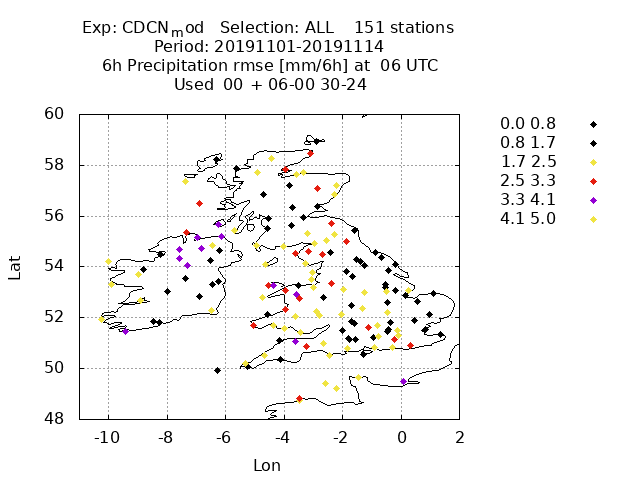 Exp: CDCNmod Selection: ALL 151 stations
Period: 20191101-20191114
6h Precipitation rmse [mm/6h] at 06 UTC
Used 00 + 06-00 30-24
60
58
56
54
52
50
48
Lat
-10 -8 -6 -4 -2 0 2
Lon
0.0 0.8
0.8 1.7
1.7 2.5
2.5 3.3
3.3 4.1
4.1 5.0